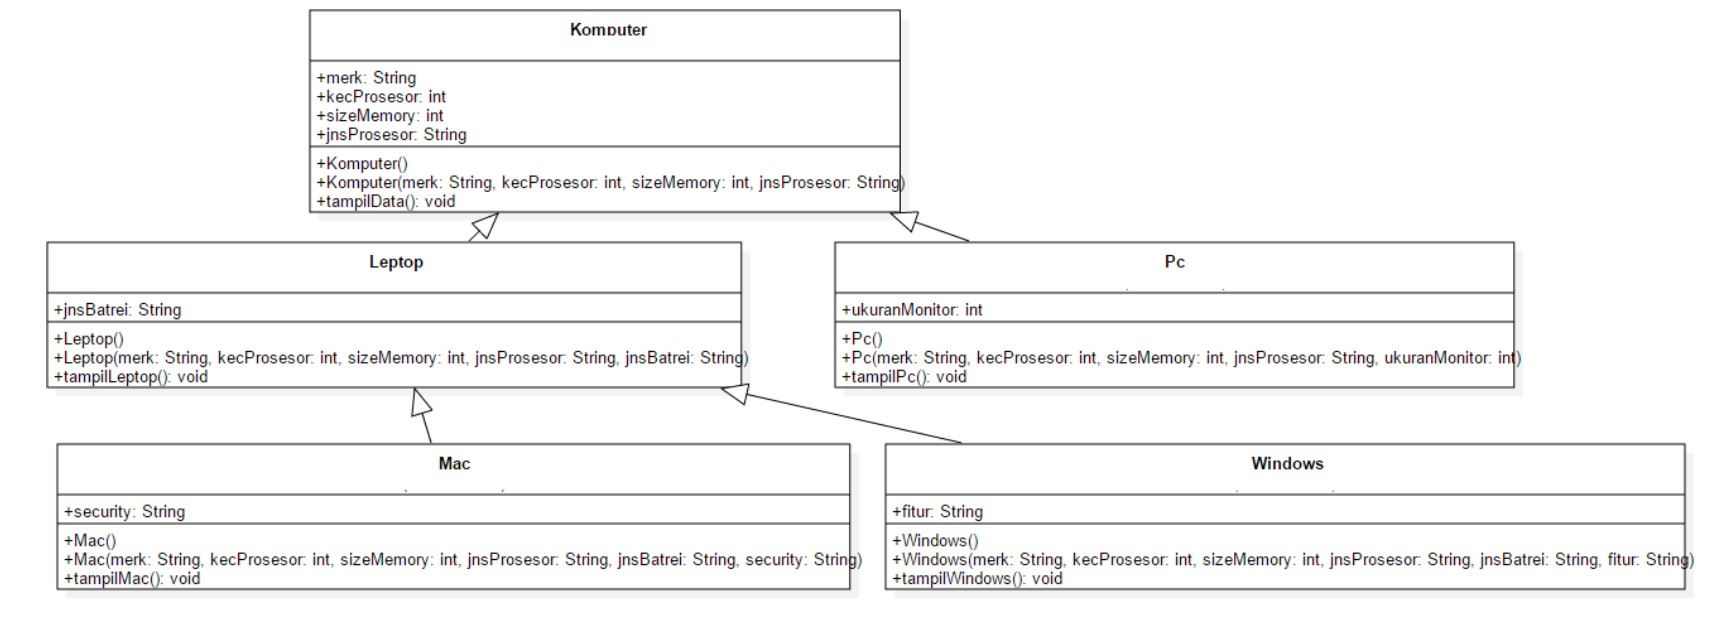 Komputer
+merk: String
+kecProsesor: int
+sizeMemory: int
+jnsProsesor: String
+Komputer()
+Komputer(merk: String, kecProsesor: int, sizeMemory: int, jnsProsesor: String)
+tampilData(): void
Leptop
+jnsBatrei: String
+Leptop()
+Leptop(merk: String, kecProsesor: int, sizeMemory: int, jnsProsesor: String, jnsBatrei: String)
+tampilLeptop(): void
Pc
+ukuranMonitor: int
+Pc()
+Pc(merk: String, kecProsesor: int, sizeMemory: int, jnsProsesor: String, ukuranMonitor: int)
+tampilPc(): void
Mac
+security: String
+Mac()
+Mac(merk: String, kecProsesor: int, sizeMemory: int, jnsProsesor: String, jnsBatrei: String, security: String)
+tampilMac(): void
Windows
+fitur: String
+Windows()
+Windows(merk: String, kecProsesor: int, sizeMemory: int, jnsProsesor: String, jnsBatrei: String, fitur: String)
+tampilWindows(): void